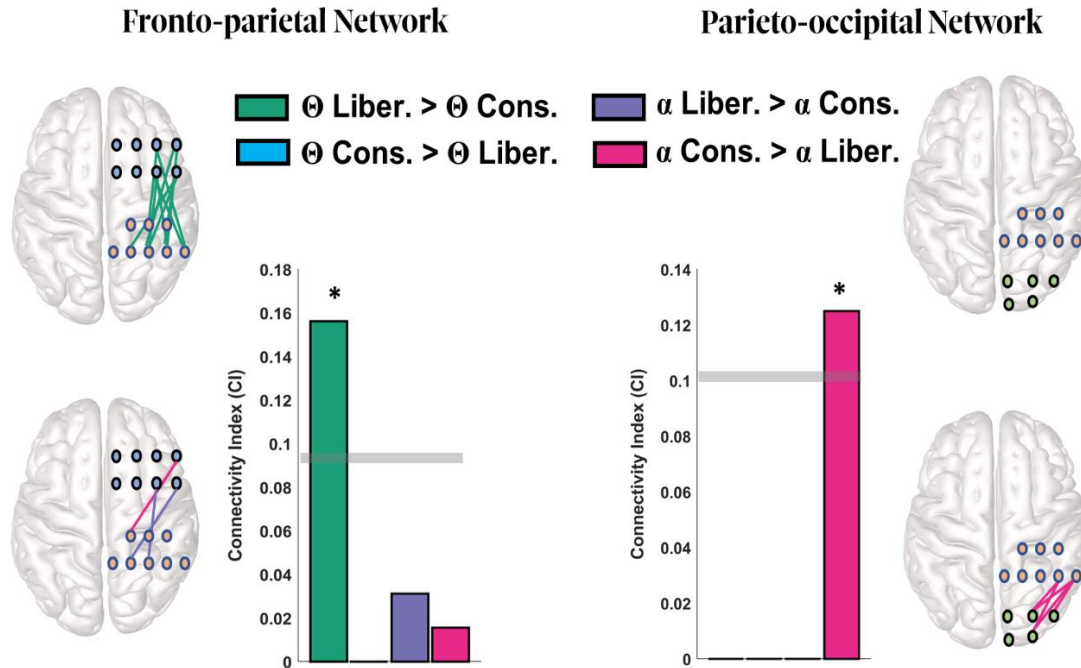 Fronto-parietal Network
Parieto-occipital Network
Θ Liber. > Θ Cons.
α Liber. > α Cons.
Θ Cons. > Θ Liber.
α Cons. > α Liber.
0.18
0.16
0.14
0.12
0.1
0.08
0.06
0.04
0.02
0
Connectivity Index (CI)
*
0.14
0.12
0.1
0.08
0.06
0.04
0.02
0
Connectivity Index (CI)
*